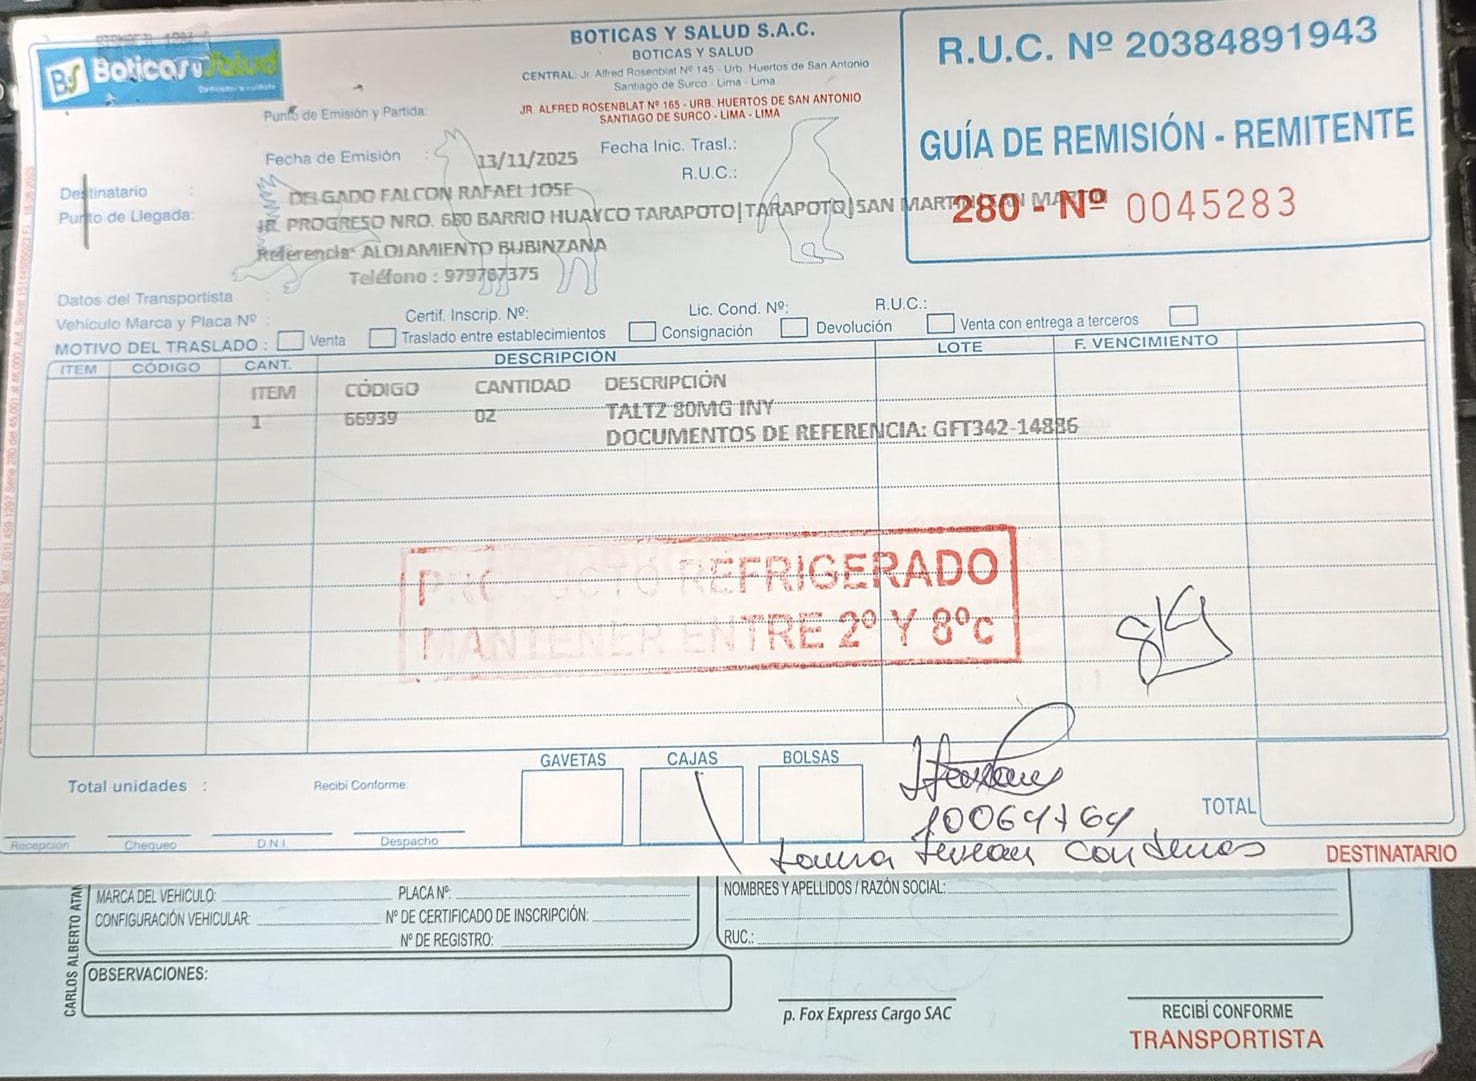 Boticas y Salud
BOTICAS Y SALUD S.A.C.
BOTICAS Y SALUD
CENTRAL: Jr. Alfred Rosenblat Nº 145 - Urb. Huertos de San Antonio
Santiago de Surco - Lima - Lima
JR. ALFRED ROSENBLAT Nº 165 - URB. HUERTOS DE SAN ANTONIO
SANTIAGO DE SURCO - LIMA - LIMA
R.U.C. Nº 20384891943
GUÍA DE REMISIÓN - REMITENTE
280 - Nº 0045283
Punto de Emisión y Partida:
Fecha de Emisión : 13/11/2025
Fecha Inic. Trasl.:
R.U.C.:
Destinatario : DELGADO FALCON RAFAEL JOSE
Punto de Llegada: JR. PROGRESO NRO. 680 BARRIO HUAYCO TARAPOTO|TARAPOTO|SAN MARTIN
Referencia: ALOJAMIENTO BUBINZANA
Teléfono : 979767375
Datos del Transportista :
Vehículo Marca y Placa Nº :
Certif. Inscrip. Nº:
Lic. Cond. Nº:
R.U.C.:
MOTIVO DEL TRASLADO : Venta Traslado entre establecimientos Consignación Devolución Venta con entrega a terceros
ITEM CÓDIGO CANT. DESCRIPCIÓN LOTE F. VENCIMIENTO
ITEM CÓDIGO CANTIDAD DESCRIPCIÓN
1 66939 02 TALTZ 80MG INY
DOCUMENTOS DE REFERENCIA: GFT342-14886
PRODUCTO REFRIGERADO
MANTENER ENTRE 2º Y 8ºC
GAVETAS CAJAS BOLSAS
Total unidades :
Recibí Conforme:
10064764
TOTAL
Recepción Chequeo D.N.I. Despacho
DESTINATARIO
CARLOS ALBERTO
MARCA DEL VEHICULO:
PLACA Nº:
CONFIGURACIÓN VEHICULAR:
Nº DE CERTIFICADO DE INSCRIPCIÓN:
Nº DE REGISTRO:
NOMBRES Y APELLIDOS / RAZÓN SOCIAL:
RUC.:
OBSERVACIONES:
p. Fox Express Cargo SAC
RECIBÍ CONFORME
TRANSPORTISTA